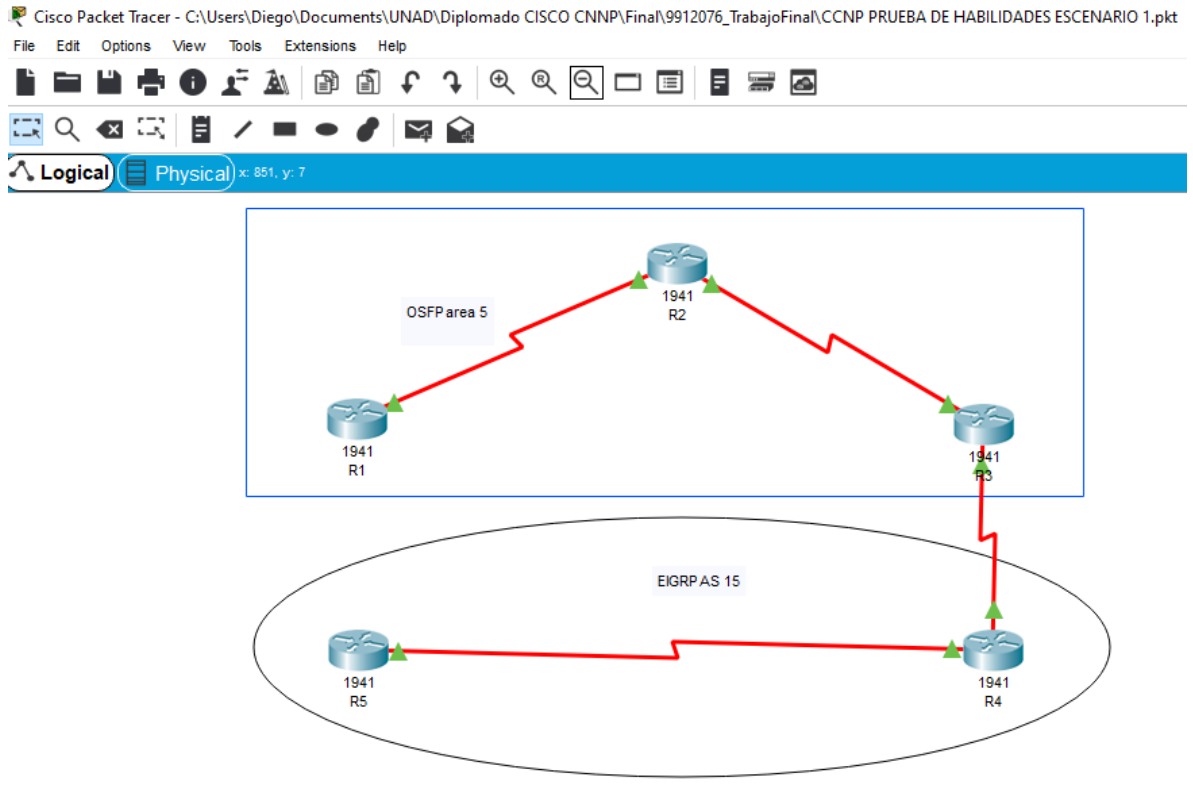 Cisco Packet Tracer - C:\Users\Diego\Documents\UNAD\Diplomado CISCO CNNP\Final\9912076_TrabajoFinal\CCNP PRUEBA DE HABILIDADES ESCENARIO 1.pkt
File Edit Options View Tools Extensions Help
Logical Physical x: 851, y: 7
1941
R2
OSFP area 5
1941
R1
1941
R3
EIGRP AS 15
1941
R5
1941
R4